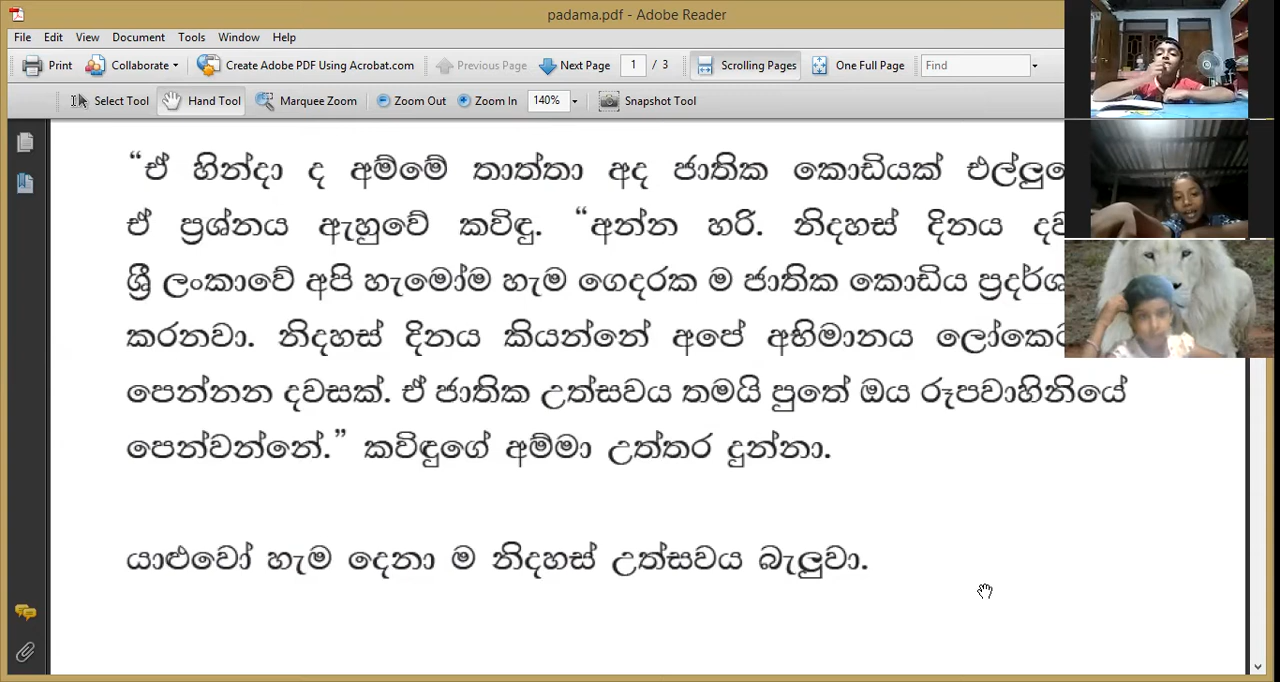 padama.pdf - Adobe Reader
File Edit View Document Tools Window Help
Print Collaborate Create Adobe PDF Using Acrobat.com Previous Page Next Page 1 / 3 Scrolling Pages One Full Page Find
Select Tool Hand Tool Marquee Zoom Zoom Out Zoom In 140% Snapshot Tool
“ඒ හින්දා ද අම්මේ තාත්තා අද ජාතික කොඩියක්
ඒ ප්‍රශ්නය ඇහුවේ කවිඳු. “අන්න හරි. නිදහස් දිනය
ශ්‍රී ලංකාවේ අපි හැමෝම හැම ගෙදරක ම ජාතික කොඩිය
කරනවා. නිදහස් දිනය කියන්නේ අපේ අභිමානය
පෙන්නන දවසක්. ඒ ජාතික උත්සවය තමයි පුතේ ඔය රූපවාහිනියේ
පෙන්වන්නේ.” කවිඳුගේ අම්මා උත්තර දුන්නා.
යාළුවෝ හැම දෙනා ම නිදහස් උත්සවය බැලුවා.